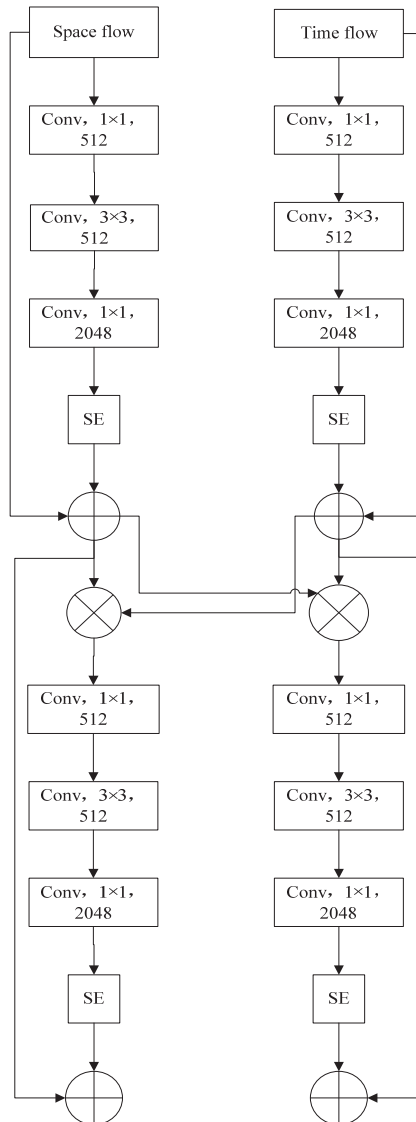 Space flow
Time flow
Conv，1×1，
512
Conv，1×1，
512
Conv，3×3，
512
Conv，3×3，
512
Conv，1×1，
2048
Conv，1×1，
2048
SE
SE
Conv，1×1，
512
Conv，1×1，
512
Conv，3×3，
512
Conv，3×3，
512
Conv，1×1，
2048
Conv，1×1，
2048
SE
SE